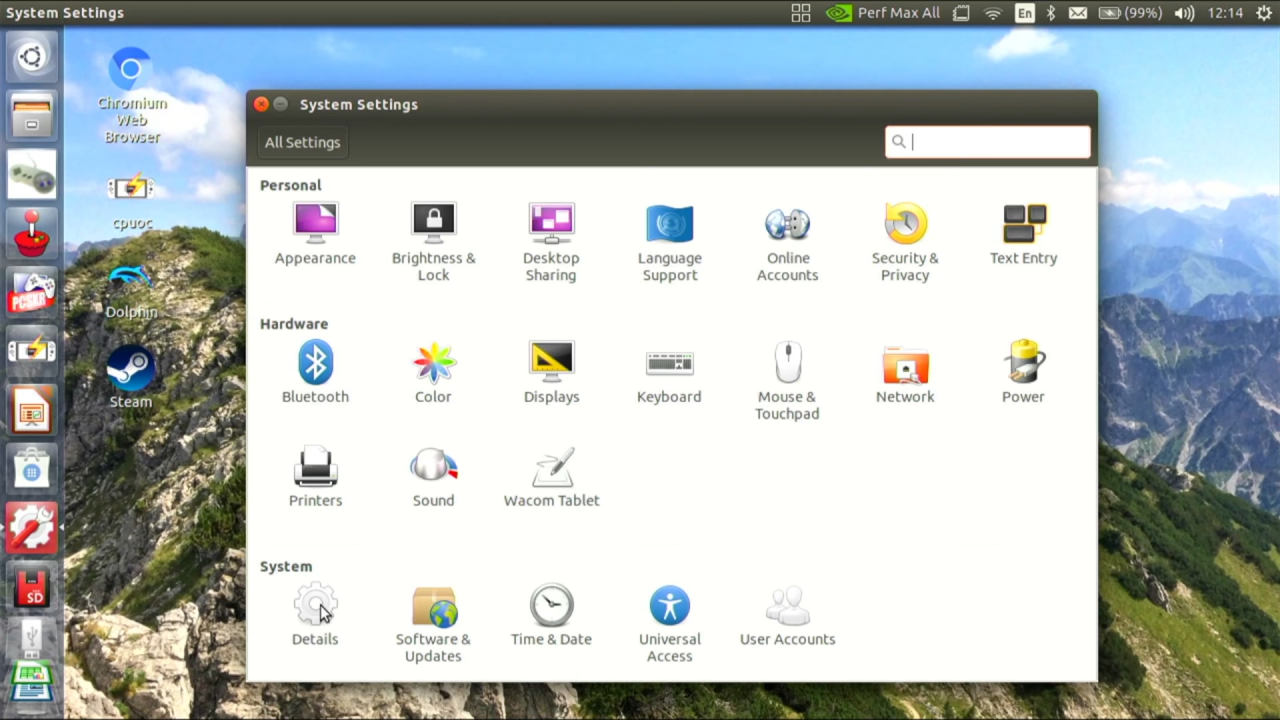 System Settings
Perf Max All
En
(99%)
12:14
Chromium
Web
Browser
cpuoc
Dolphin
Steam
PCSXR
SD
System Settings
All Settings
Personal
Appearance
Brightness &
Lock
Desktop
Sharing
Language
Support
Online
Accounts
Security &
Privacy
Text Entry
Hardware
Bluetooth
Color
Displays
Keyboard
Mouse &
Touchpad
Network
Power
Printers
Sound
Wacom Tablet
System
Details
Software &
Updates
Time & Date
Universal
Access
User Accounts